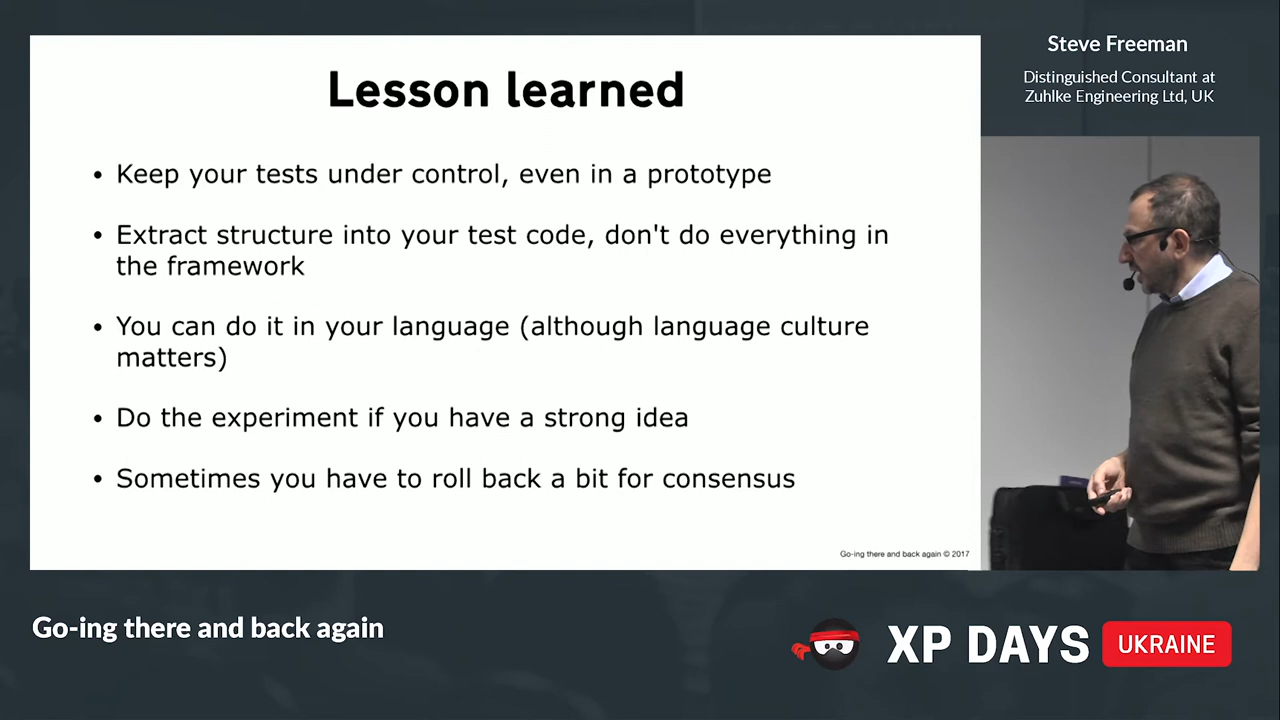 Lesson learned
• Keep your tests under control, even in a prototype
• Extract structure into your test code, don't do everything in
the framework
• You can do it in your language (although language culture
matters)
• Do the experiment if you have a strong idea
• Sometimes you have to roll back a bit for consensus
Go-ing there and back again © 2017
Steve Freeman
Distinguished Consultant at
Zuhlke Engineering Ltd, UK
Go-ing there and back again
XP DAYS UKRAINE